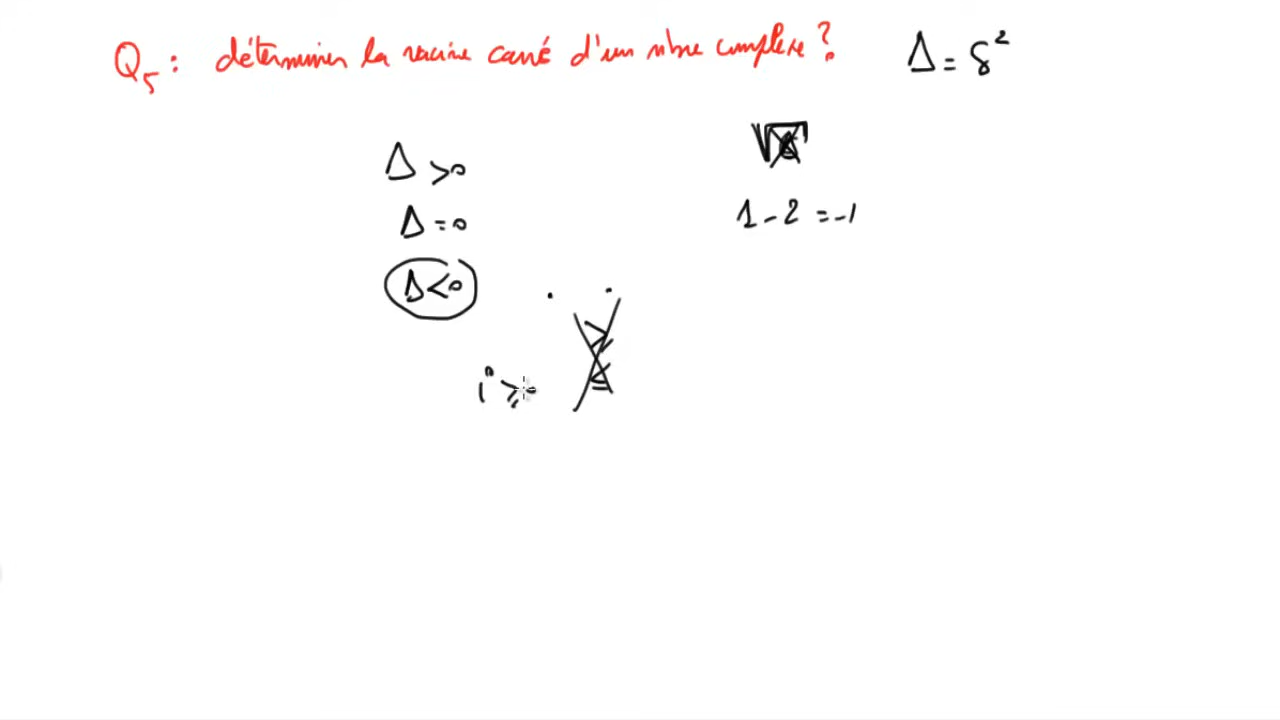 Q5 : déterminer la racine carré d'un nbre complexe ? Δ = δ²
Δ >0
Δ =0
1 - 2 = -1
Δ<0
i ≥